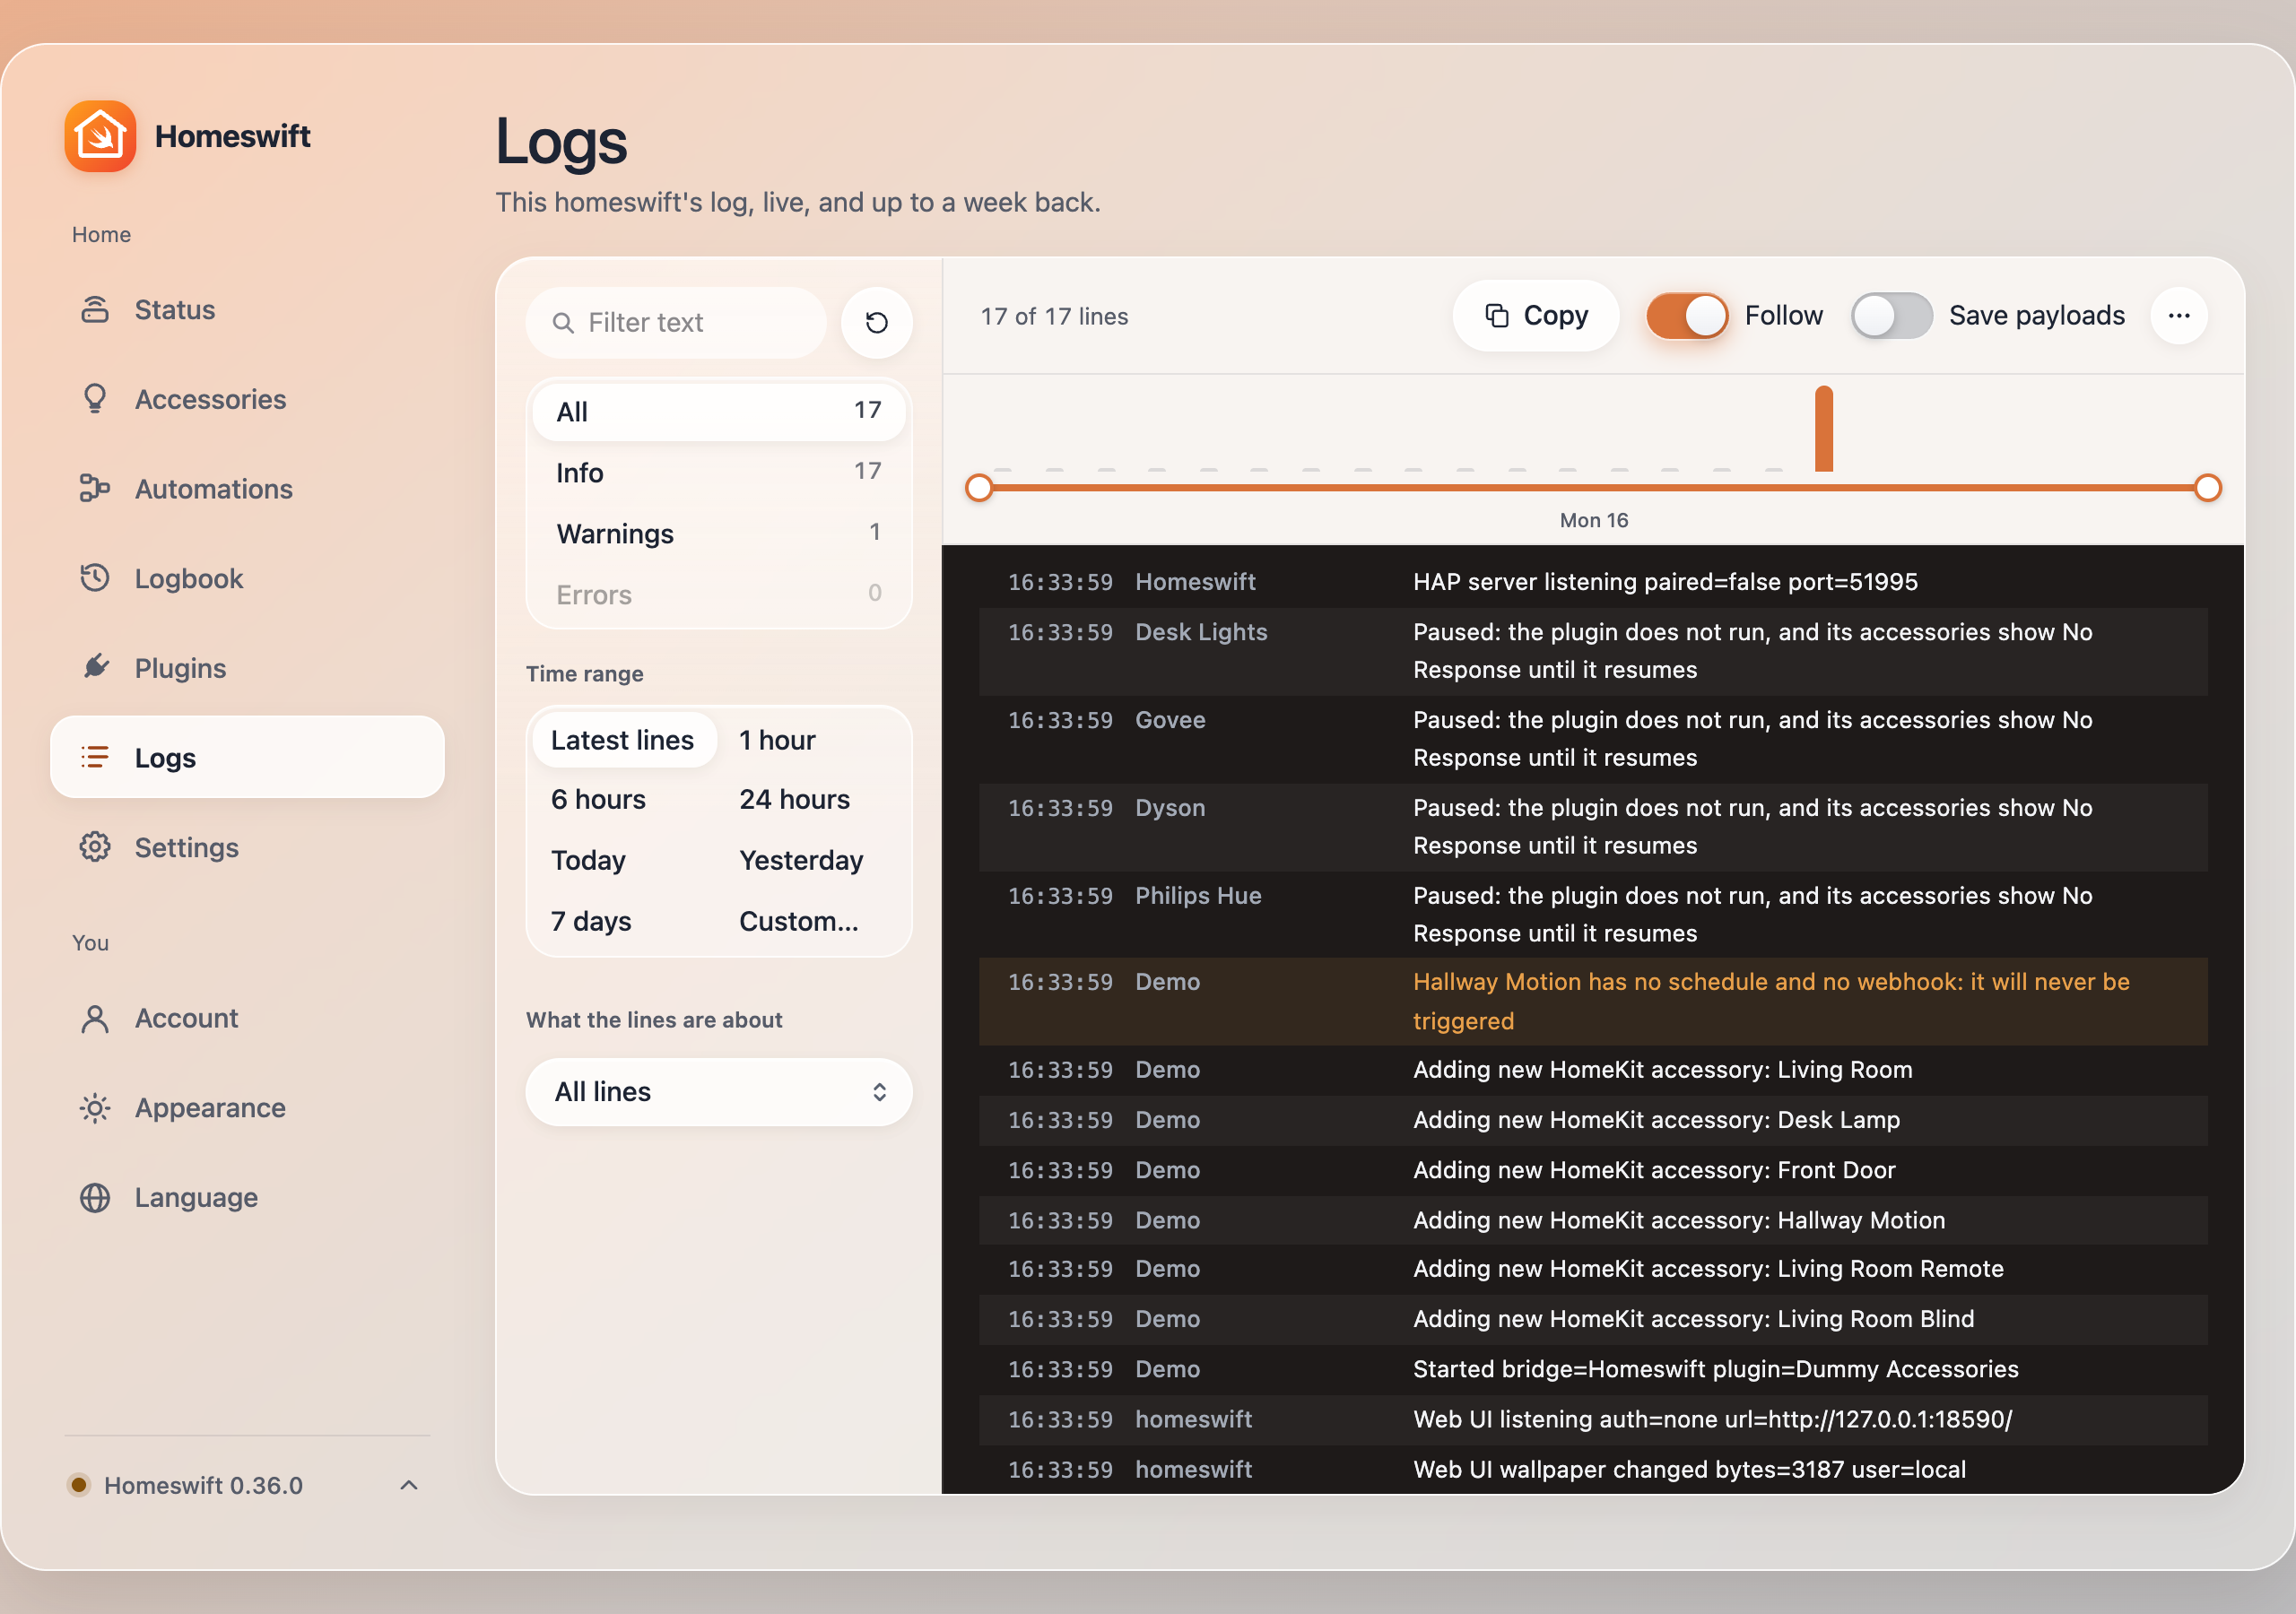 Homeswift
Home
Status
Accessories
Automations
Logbook
Plugins
Logs
Settings
You
Account
Appearance
Language
Homeswift 0.36.0
Logs
This homeswift's log, live, and up to a week back.
Filter text
All 17
Info 17
Warnings 1
Errors 0
Time range
Latest lines 1 hour
6 hours 24 hours
Today Yesterday
7 days Custom...
What the lines are about
All lines
17 of 17 lines Copy Follow Save payloads
Mon 16
16:33:59 Homeswift HAP server listening paired=false port=51995
16:33:59 Desk Lights Paused: the plugin does not run, and its accessories show No
Response until it resumes
16:33:59 Govee Paused: the plugin does not run, and its accessories show No
Response until it resumes
16:33:59 Dyson Paused: the plugin does not run, and its accessories show No
Response until it resumes
16:33:59 Philips Hue Paused: the plugin does not run, and its accessories show No
Response until it resumes
16:33:59 Demo Hallway Motion has no schedule and no webhook: it will never be
triggered
16:33:59 Demo Adding new HomeKit accessory: Living Room
16:33:59 Demo Adding new HomeKit accessory: Desk Lamp
16:33:59 Demo Adding new HomeKit accessory: Front Door
16:33:59 Demo Adding new HomeKit accessory: Hallway Motion
16:33:59 Demo Adding new HomeKit accessory: Living Room Remote
16:33:59 Demo Adding new HomeKit accessory: Living Room Blind
16:33:59 Demo Started bridge=Homeswift plugin=Dummy Accessories
16:33:59 homeswift Web UI listening auth=none url=http://127.0.0.1:18590/
16:33:59 homeswift Web UI wallpaper changed bytes=3187 user=local